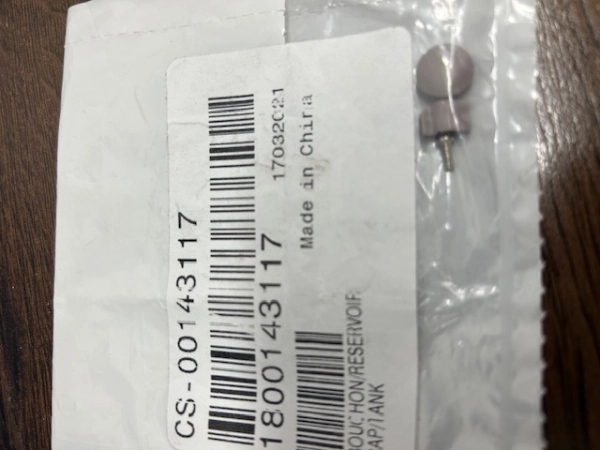 CS-00143117
1800143117
17032021
Made in China
BOUCHON/RESERVOIR
CAP/TANK